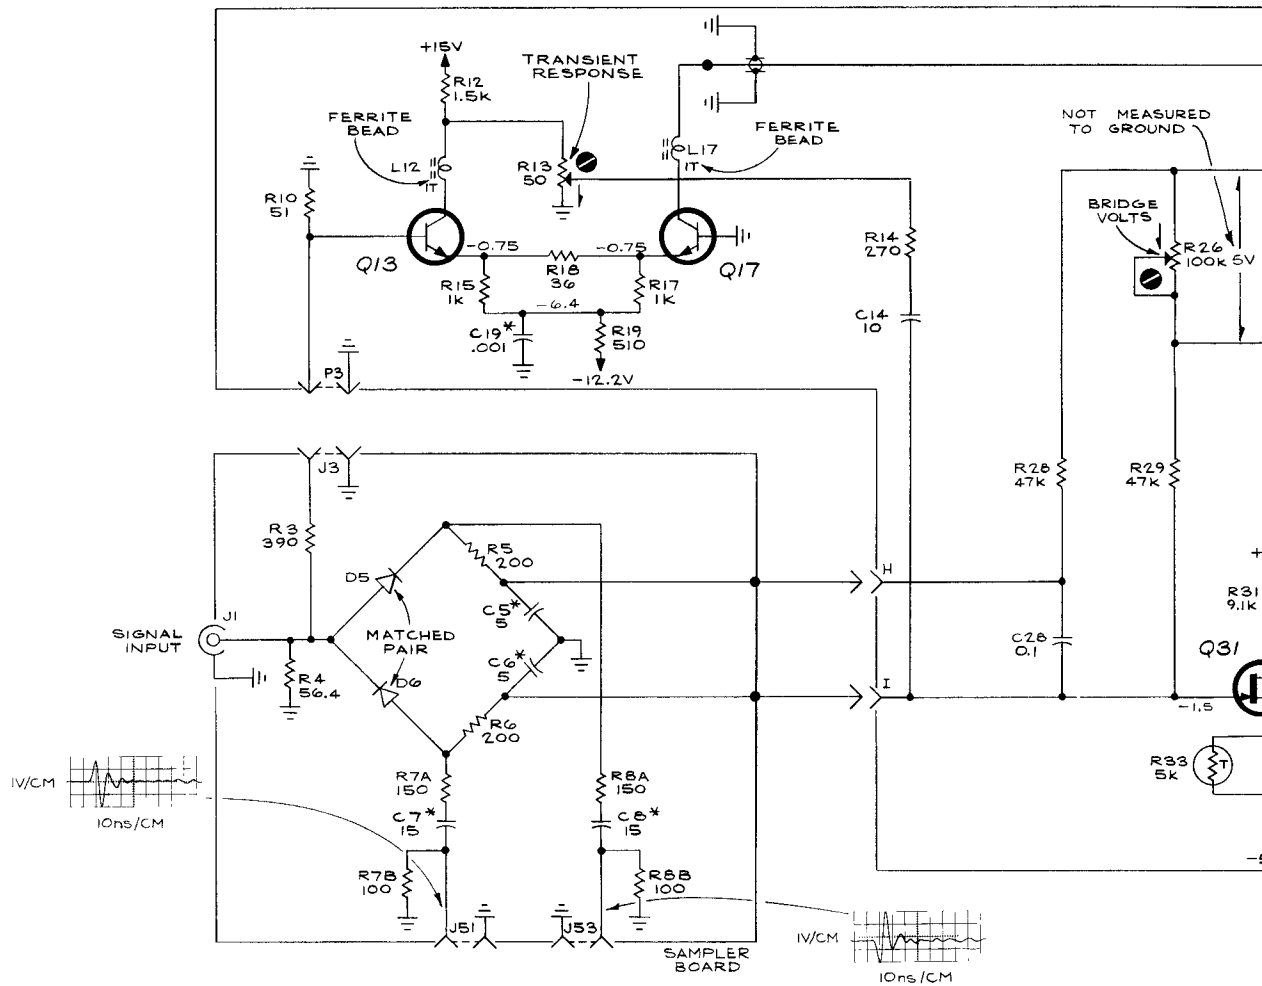 +15V
R12
1.5K
TRANSIENT
RESPONSE
FERRITE
BEAD
L12
1T
R13
50
L17
1T
FERRITE
BEAD
NOT MEASURED
TO GROUND
R10
51
Q13
-0.75
R18
36
-0.75
Q17
R14
270
BRIDGE
VOLTS
R26
100K
5V
R15
1K
-6.4
R17
1K
C19*
.001
R19
510
-12.2V
C14
10
P3
J3
R3
390
R28
47K
R29
47K
D5
R5
200
H
+
R31
9.1K
J1
SIGNAL
INPUT
MATCHED
PAIR
C5*
5
C6*
5
C28
0.1
Q31
R4
56.4
D6
R6
200
I
-1.5
R33
5K
T
1V/CM
10ns/CM
R7A
150
R8A
150
C7*
15
C8*
15
R7B
100
R8B
100
J51
J53
SAMPLER
BOARD
1V/CM
10ns/CM